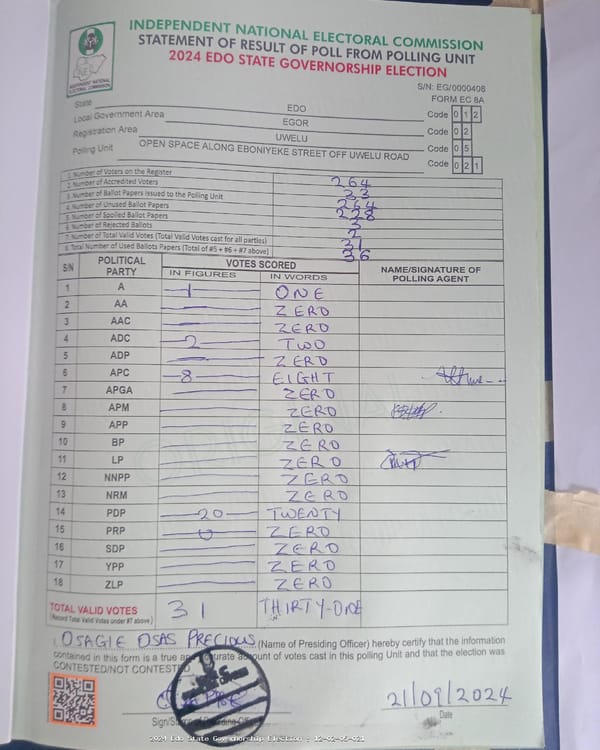 INDEPENDENT NATIONAL ELECTORAL COMMISSION
STATEMENT OF RESULT OF POLL FROM POLLING UNIT
2024 EDO STATE GOVERNORSHIP ELECTION
INDEPENDENT NATIONAL ELECTORAL COMMISSION
S/N: EG/0000408
FORM EC 8A
State EDO Code 0 1 2
Local Government Area EGOR Code 0 2
Registration Area UWELU Code 0 5
Polling Unit OPEN SPACE ALONG EBONIYEKE STREET OFF UWELU ROAD Code 0 2 1
1. Number of Voters on the Register 264
2. Number of Accredited Voters 33
3. Number of Ballot Papers Issued to the Polling Unit 264
4. Number of Unused Ballot Papers 228
5. Number of Spoiled Ballot Papers 3
6. Number of Rejected Ballots 2
7. Number of Total Valid Votes (Total Valid Votes cast for all parties) 31
8. Total Number of Used Ballots Papers (Total of #5 + #6 + #7 above) 36
S/N POLITICAL PARTY VOTES SCORED NAME/SIGNATURE OF POLLING AGENT
IN FIGURES IN WORDS
1 A 1 ONE
2 AA ZERO
3 AAC ZERO
4 ADC 2 TWO
5 ADP ZERO
6 APC 8 EIGHT
7 APGA ZERO
8 APM ZERO
9 APP ZERO
10 BP ZERO
11 LP ZERO
12 NNPP ZERO
13 NRM ZERO
14 PDP 20 TWENTY
15 PRP 0 ZERO
16 SDP ZERO
17 YPP ZERO
18 ZLP ZERO
TOTAL VALID VOTES 31 THIRTY-ONE
(Record Total Valid Votes under #7 above)
I OSAGIE OSAS PRECIOUS (Name of Presiding Officer) hereby certify that the information
contained in this form is a true and accurate account of votes cast in this polling Unit and that the election was
CONTESTED/NOT CONTESTED
21/09/2024
Date
2024 Edo State Governorship Election : 12-02-05-021